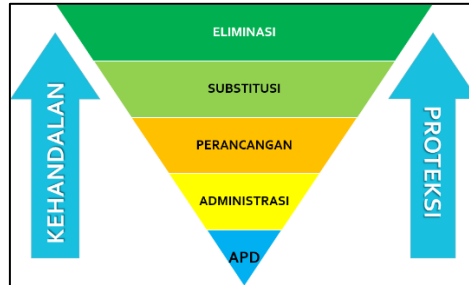 ELIMINASI
SUBSTITUSI
PERANCANGAN
ADMINISTRASI
APD
KEHANDALAN
PROTEKSI